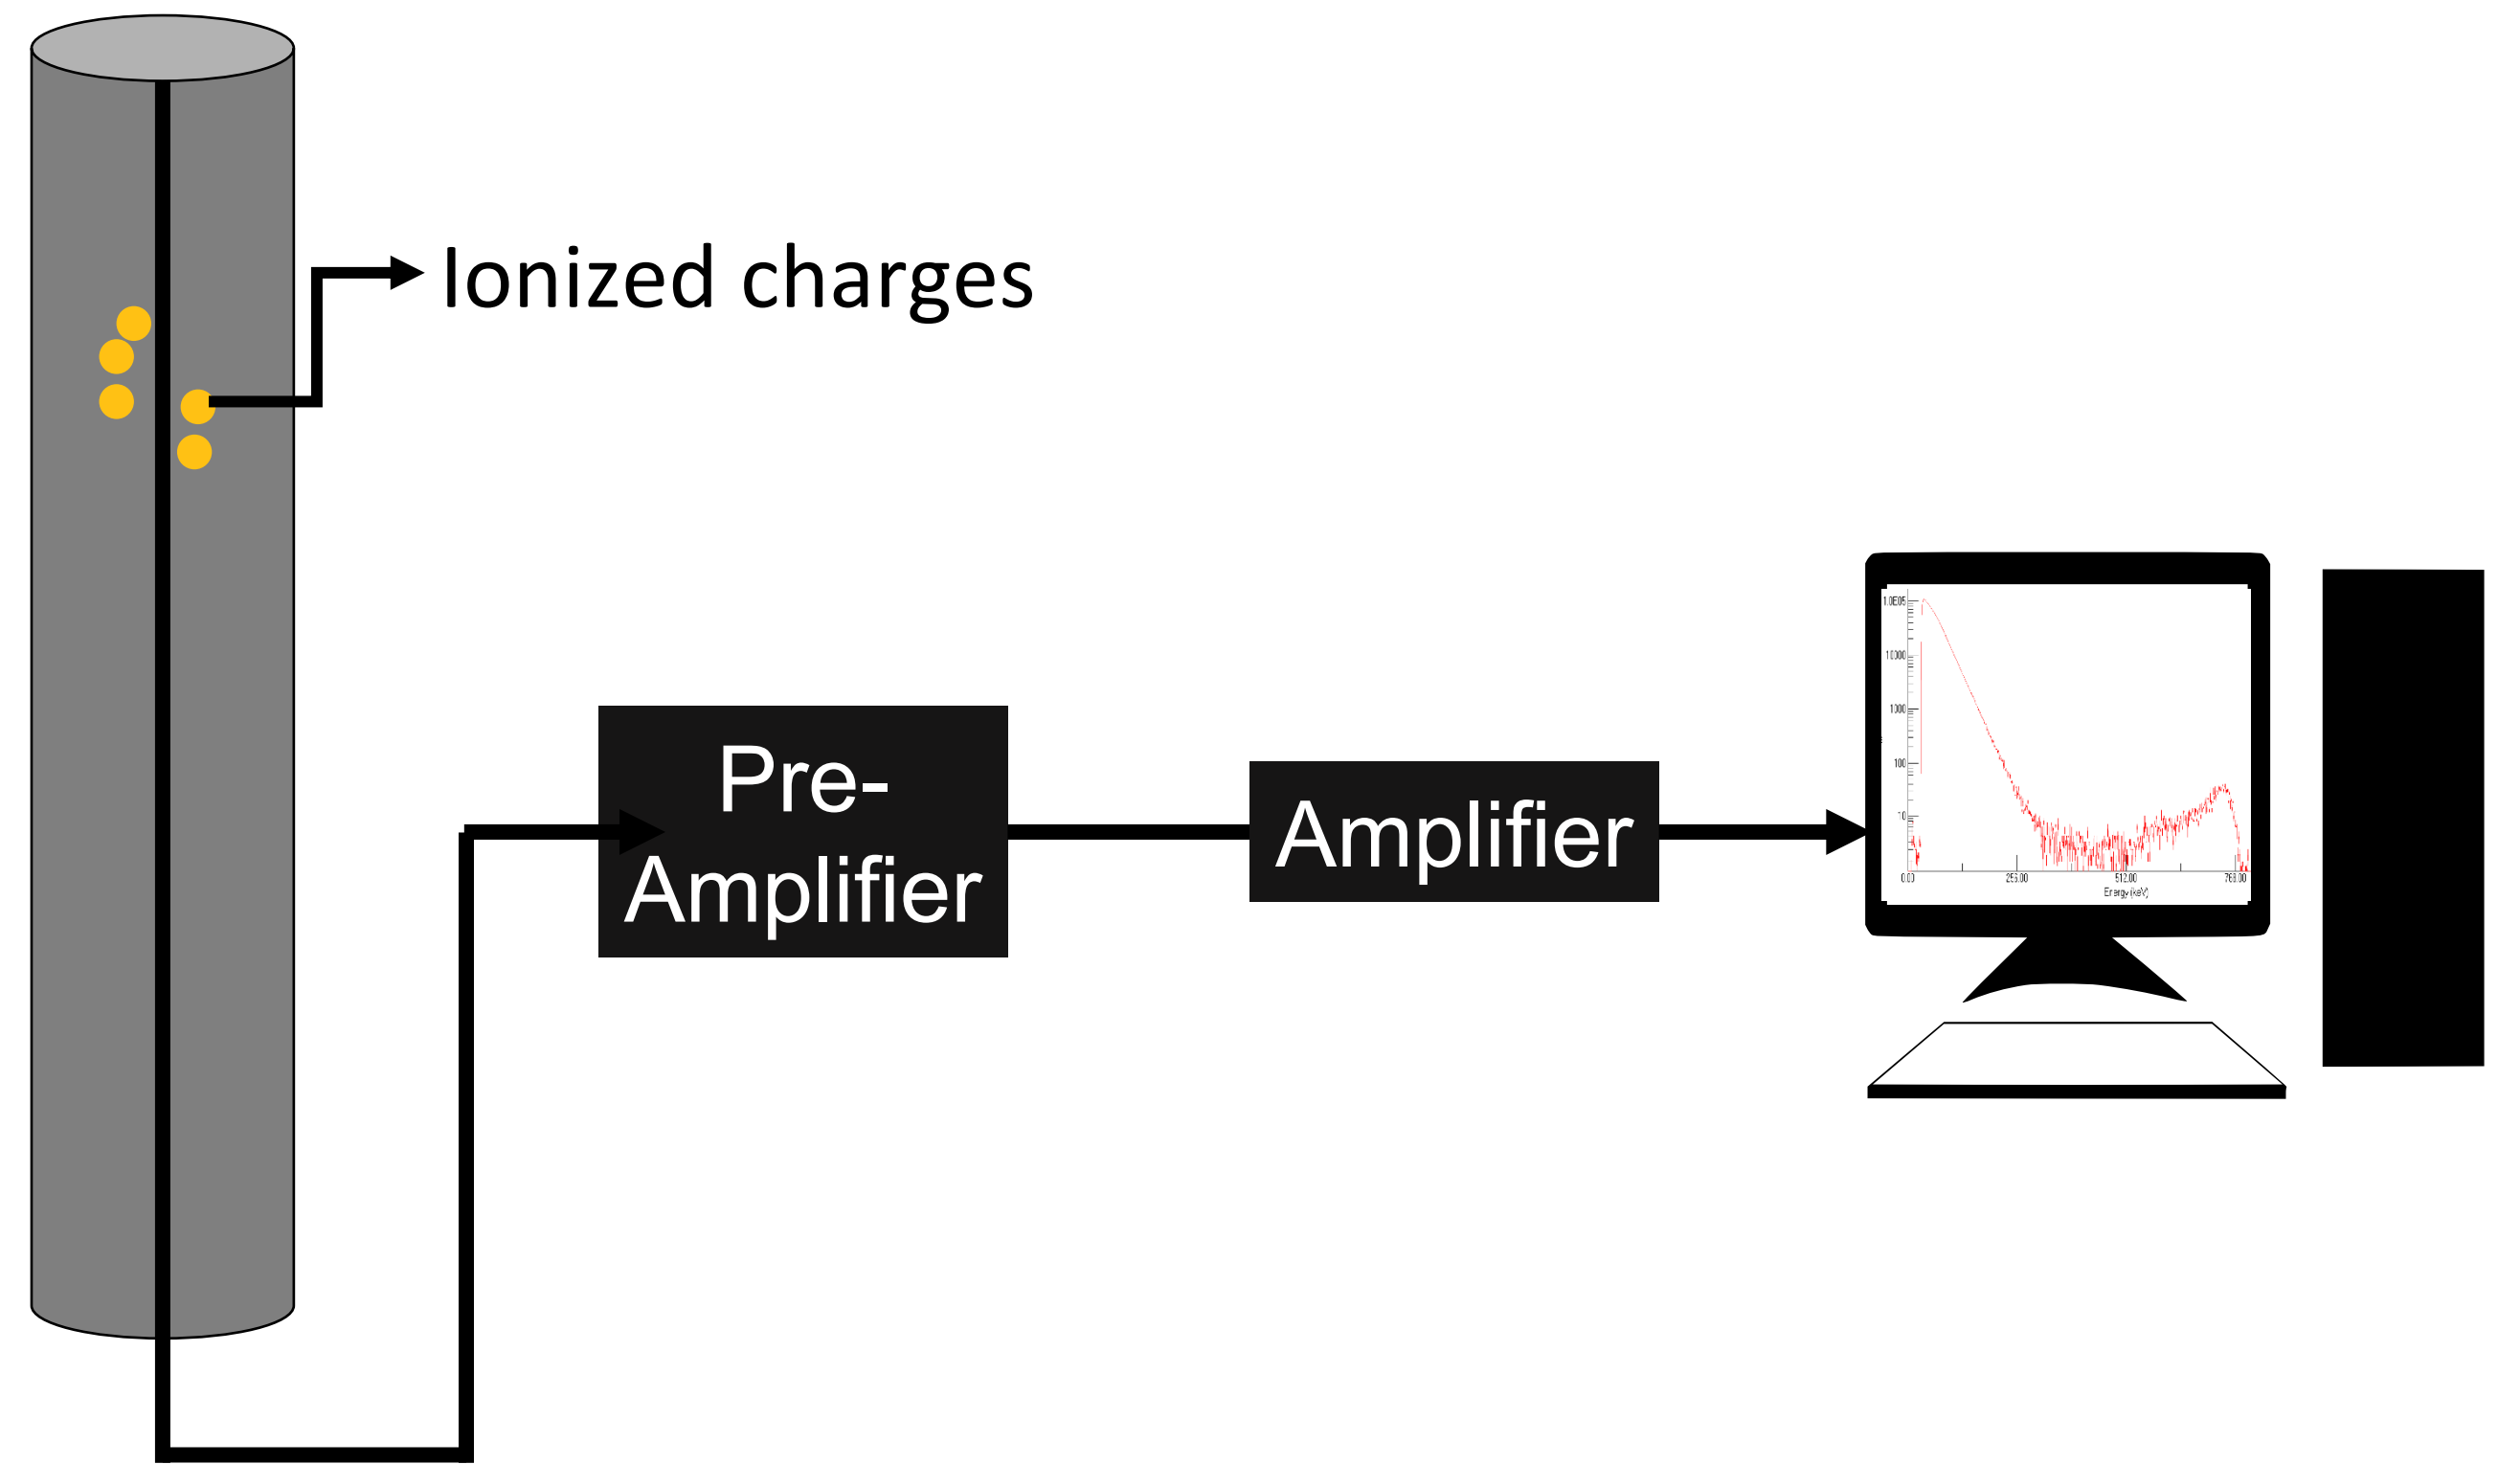 Ionized charges
Pre-
Amplifier
Amplifier
1.0E05
10000
1000
100
10
0.00 256.00 512.00 768.00
Energy (keV)